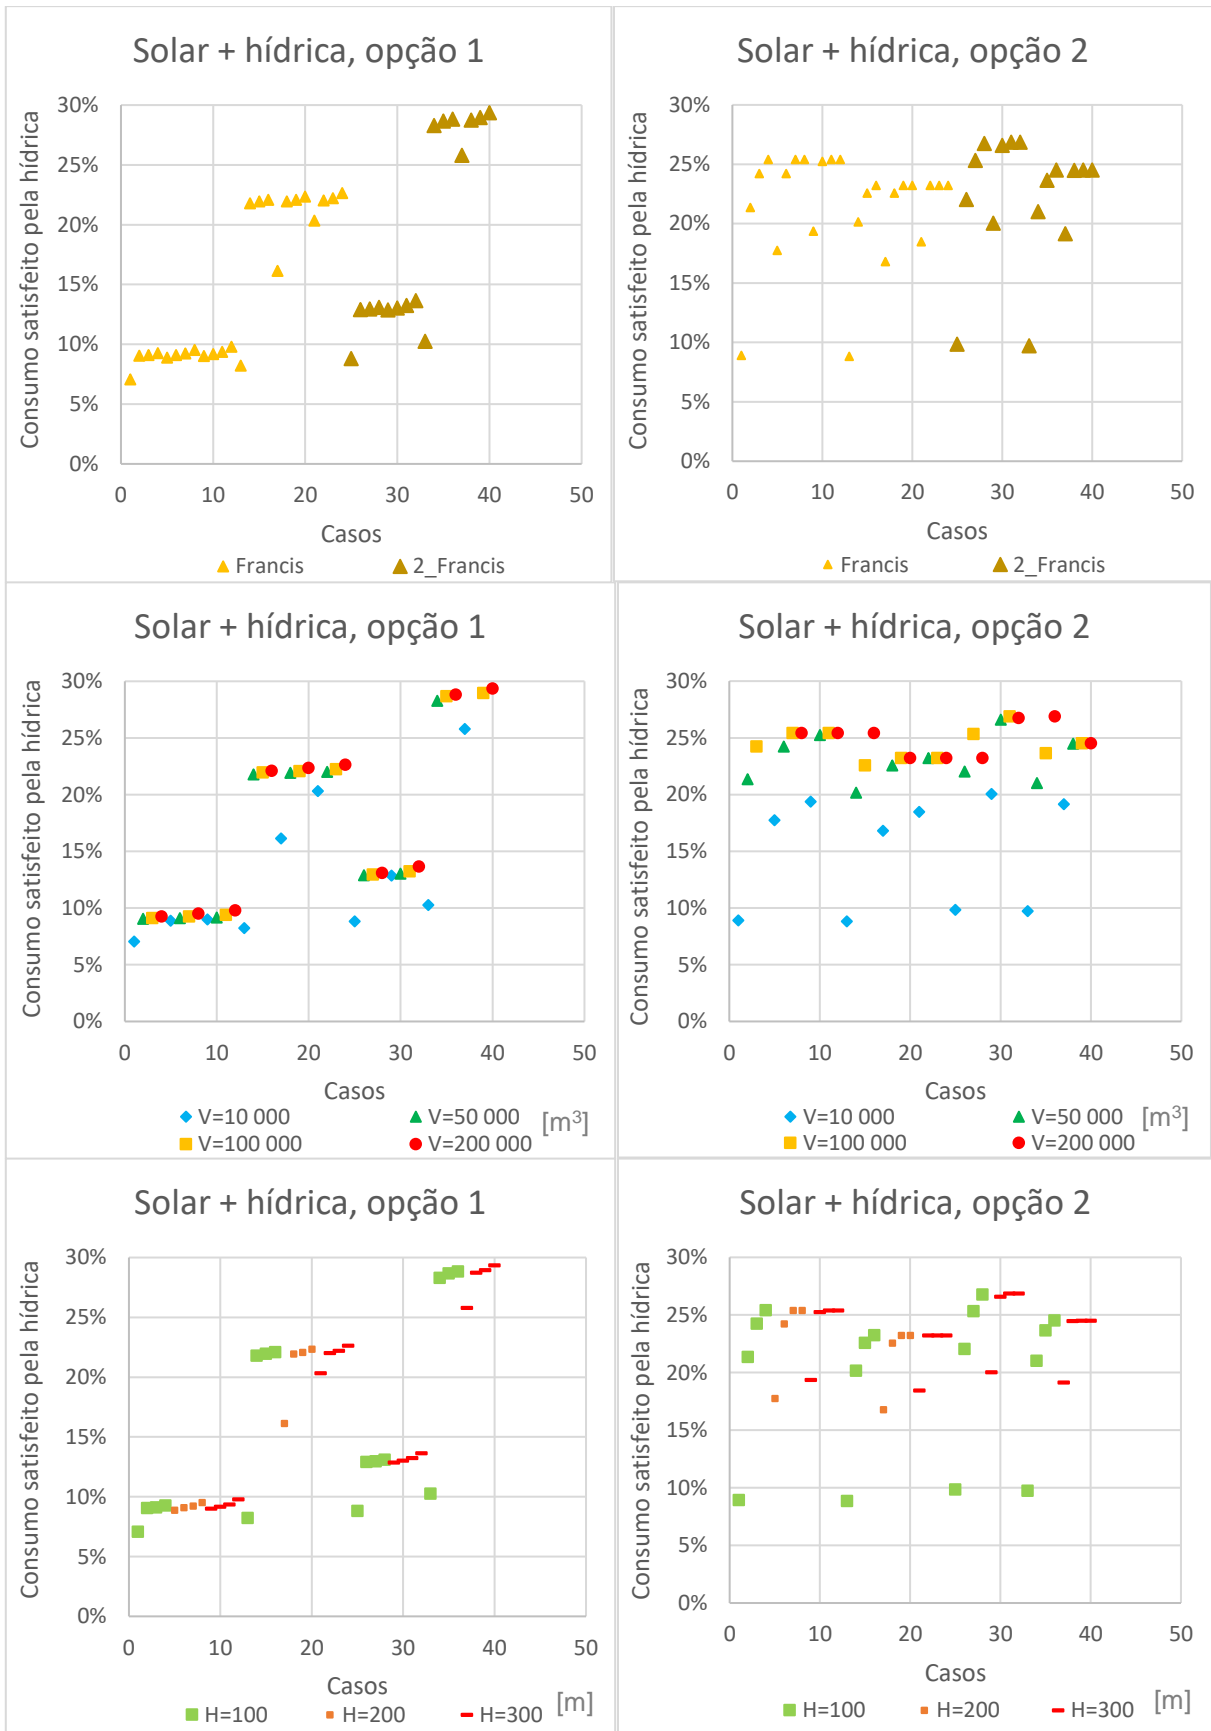 Solar + hídrica, opção 1
Consumo satisfeito pela hídrica
30%
25%
20%
15%
10%
5%
0%
0 10 20 30 40 50
Casos
Francis 2_Francis
Solar + hídrica, opção 2
Consumo satisfeito pela hídrica
30%
25%
20%
15%
10%
5%
0%
0 10 20 30 40 50
Casos
Francis 2_Francis
Solar + hídrica, opção 1
Consumo satisfeito pela hídrica
30%
25%
20%
15%
10%
5%
0%
0 10 20 30 40 50
Casos
V=10 000 V=50 000 [m³]
V=100 000 V=200 000
Solar + hídrica, opção 2
Consumo satisfeito pela hídrica
30%
25%
20%
15%
10%
5%
0%
0 10 20 30 40 50
Casos
V=10 000 V=50 000 [m³]
V=100 000 V=200 000
Solar + hídrica, opção 1
Consumo satisfeito pela hídrica
30%
25%
20%
15%
10%
5%
0%
0 10 20 30 40 50
Casos
H=100 H=200 H=300 [m]
Solar + hídrica, opção 2
Consumo satisfeito pela hídrica
30%
25%
20%
15%
10%
5%
0%
0 10 20 30 40 50
Casos
H=100 H=200 H=300 [m]